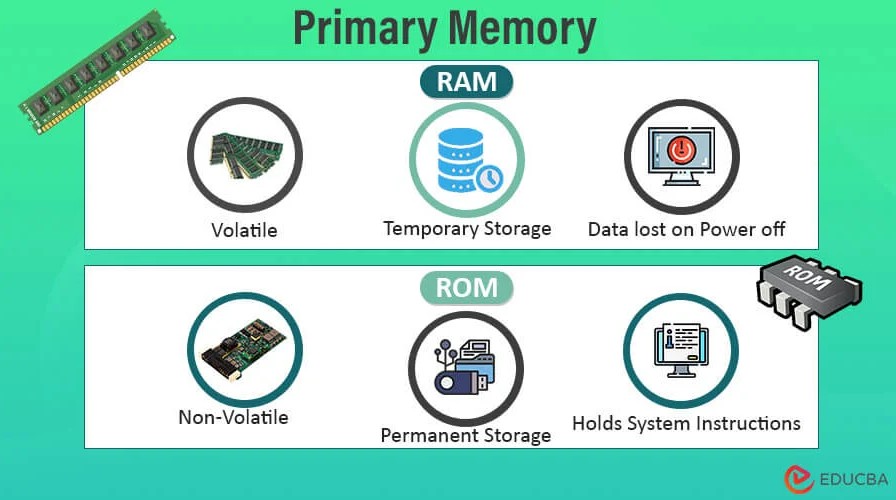 Primary Memory
RAM
Volatile
Temporary Storage
Data lost on Power off
ROM
ROM
Non-Volatile
Permanent Storage
Holds System Instructions
EDUCBA